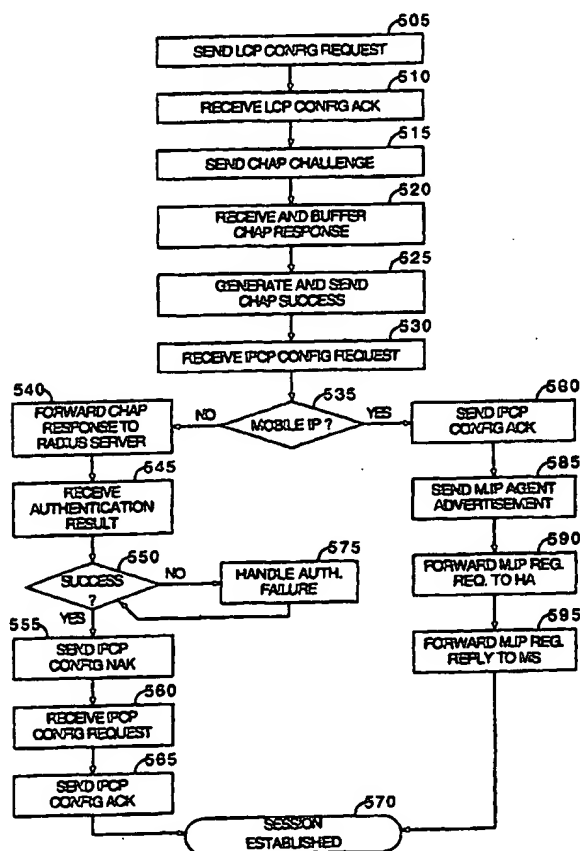 505
SEND LCP CONFIG REQUEST
510
RECEIVE LCP CONFIG ACK
515
SEND CHAP CHALLENGE
520
RECEIVE AND BUFFER
CHAP RESPONSE
525
GENERATE AND SEND
CHAP SUCCESS
530
RECEIVE IPCP CONFIG REQUEST
535
MOBILE IP ?
NO
YES
540
FORWARD CHAP
RESPONSE TO
RADIUS SERVER
545
RECEIVE
AUTHENTICATION
RESULT
550
SUCCESS
?
NO
YES
575
HANDLE AUTH.
FAILURE
555
SEND IPCP
CONFIG NAK
560
RECEIVE IPCP
CONFIG REQUEST
565
SEND IPCP
CONFIG ACK
580
SEND IPCP
CONFIG ACK
585
SEND M.IP AGENT
ADVERTISEMENT
590
FORWARD M.IP REG.
REQ. TO HA
595
FORWARD M.IP REG.
REPLY TO MS
570
SESSION
ESTABLISHED